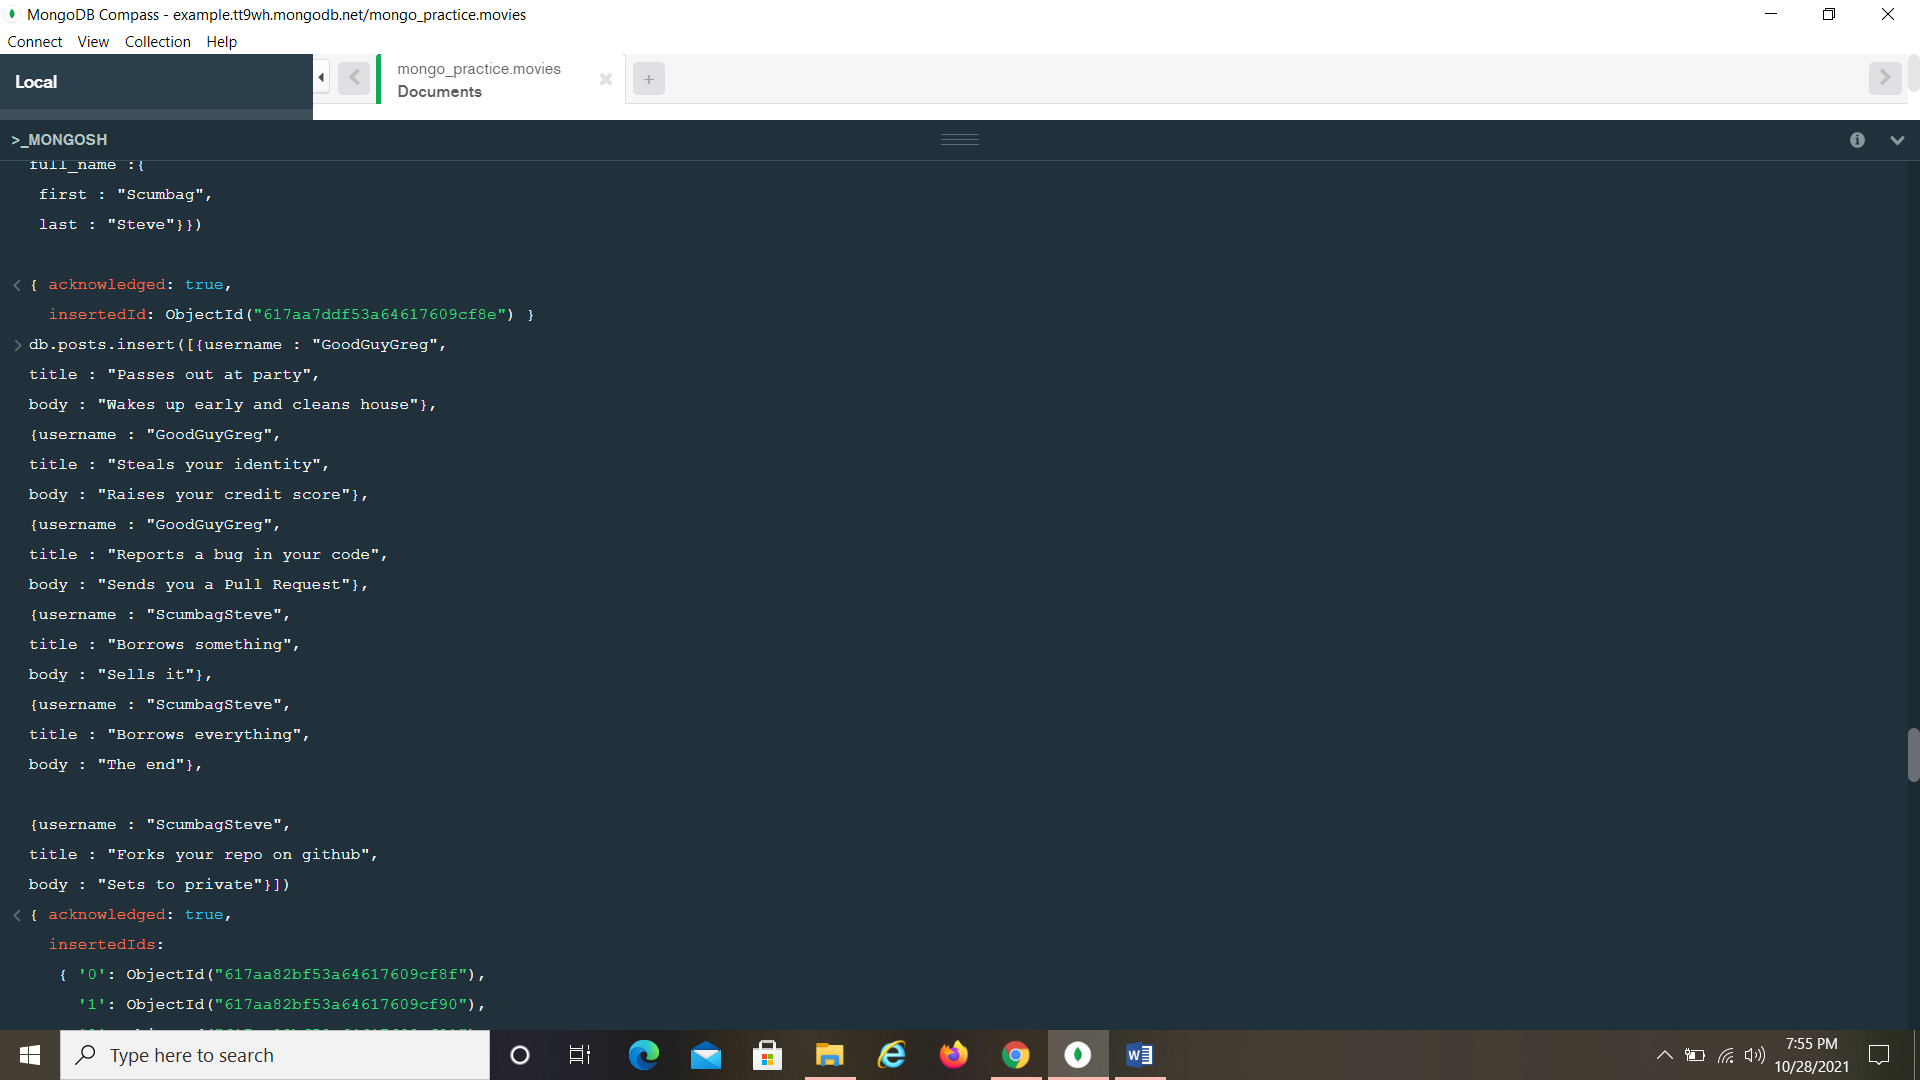 MongoDB Compass - example.tt9wh.mongodb.net/mongo_practice.movies
Connect View Collection Help
Local
mongo_practice.movies
Documents
>_MONGOSH
full_name :{
first : "Scumbag",
last : "Steve"}})
< { acknowledged: true,
insertedId: ObjectId("617aa7ddf53a64617609cf8e") }
> db.posts.insert([{username : "GoodGuyGreg",
title : "Passes out at party",
body : "Wakes up early and cleans house"},
{username : "GoodGuyGreg",
title : "Steals your identity",
body : "Raises your credit score"},
{username : "GoodGuyGreg",
title : "Reports a bug in your code",
body : "Sends you a Pull Request"},
{username : "ScumbagSteve",
title : "Borrows something",
body : "Sells it"},
{username : "ScumbagSteve",
title : "Borrows everything",
body : "The end"},
{username : "ScumbagSteve",
title : "Forks your repo on github",
body : "Sets to private"}])
< { acknowledged: true,
insertedIds:
{ '0': ObjectId("617aa82bf53a64617609cf8f"),
'1': ObjectId("617aa82bf53a64617609cf90"),
Type here to search
7:55 PM
10/28/2021